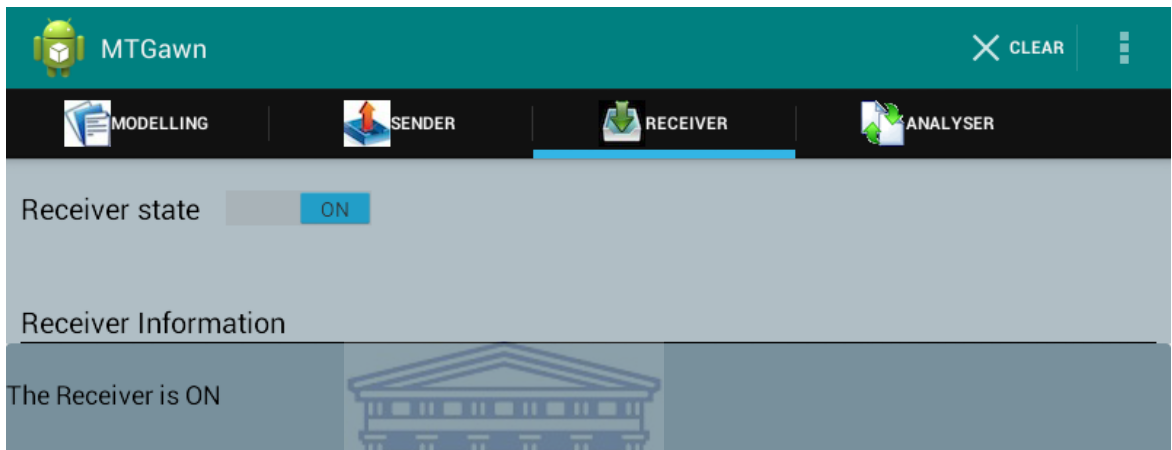 MTGawn CLEAR
MODELLING SENDER RECEIVER ANALYSER
Receiver state ON
Receiver Information
The Receiver is ON